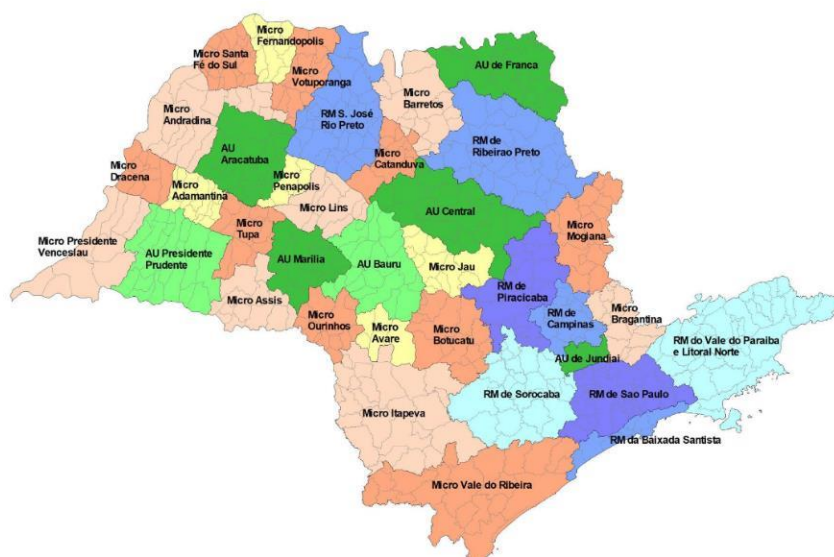 Micro
Fernandopolis
Micro Santa
Fé do Sul
Micro
Votuporanga
AU de Franca
Micro
Andradina
RM S. José
Rio Preto
Micro
Barretos
RM de
Ribeirao Preto
AU
Aracatuba
Micro
Catanduva
Micro
Dracena
Micro
Adamantina
Micro
Penapolis
Micro Lins
AU Central
Micro
Mogiana
Micro
Tupa
Micro Presidente
Venceslau
AU Presidente
Prudente
AU Marilia
AU Bauru
Micro Jau
RM de
Piracicaba
Micro Assis
Micro
Ourinhos
Micro
Avare
Micro
Botucatu
RM de
Campinas
Micro
Bragantina
RM do Vale do Paraiba
e Litoral Norte
AU de Jundiai
RM de Sorocaba
RM de Sao Paulo
Micro Itapeva
RM da Baixada Santista
Micro Vale do Ribeira